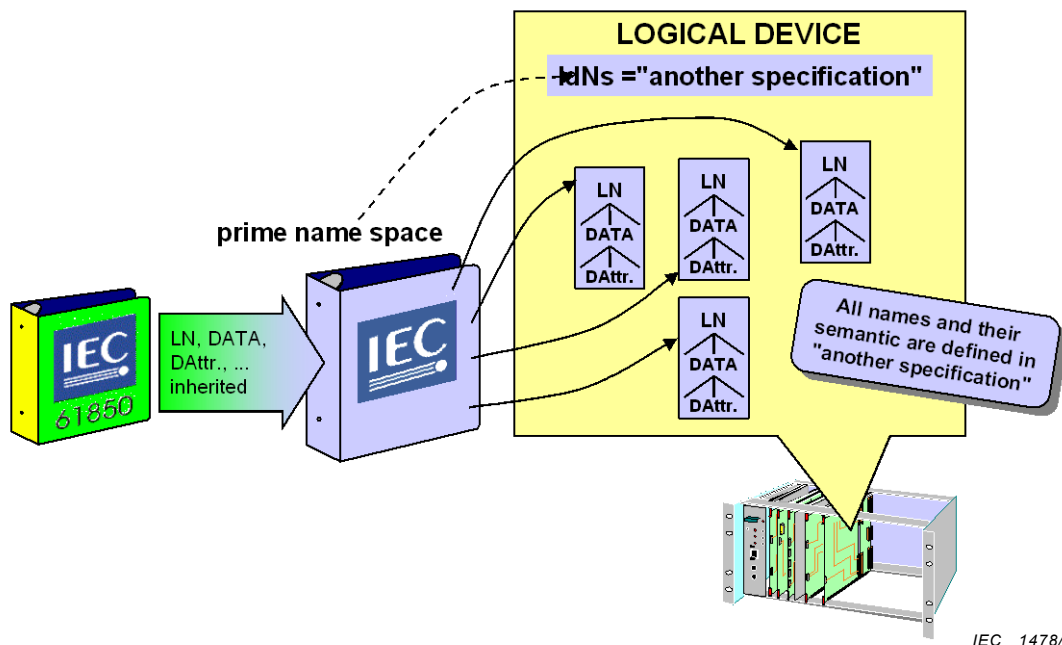 LOGICAL DEVICE
ldNs ="another specification"
prime name space
LN
DATA
DAttr.
LN
DATA
DAttr.
LN
DATA
DAttr.
LN
DATA
DAttr.
IEC
61850
LN, DATA,
DAttr., ...
inherited
IEC
All names and their
semantic are defined in
"another specification"
IEC 1478/